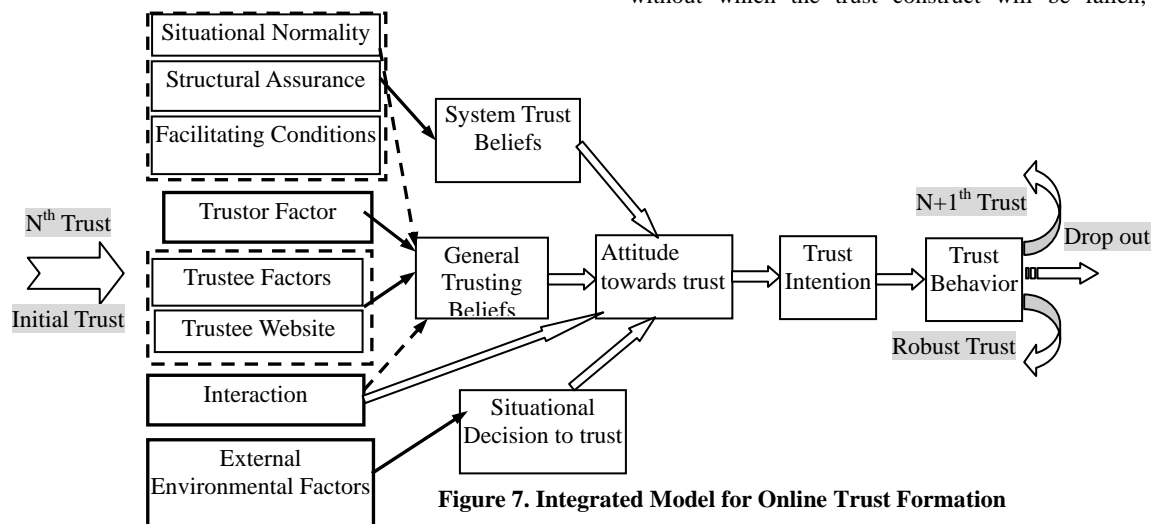 without which the trust construct will be fallen;
Situational Normality
Structural Assurance
Facilitating Conditions
System Trust
Beliefs
Trustor Factor
Nth Trust
Initial Trust
Trustee Factors
Trustee Website
General
Trusting
Beliefs
Attitude
towards trust
Trust
Intention
Trust
Behavior
N+1th Trust
Drop out
Robust Trust
Interaction
Situational
Decision to trust
External
Environmental Factors
Figure 7. Integrated Model for Online Trust Formation